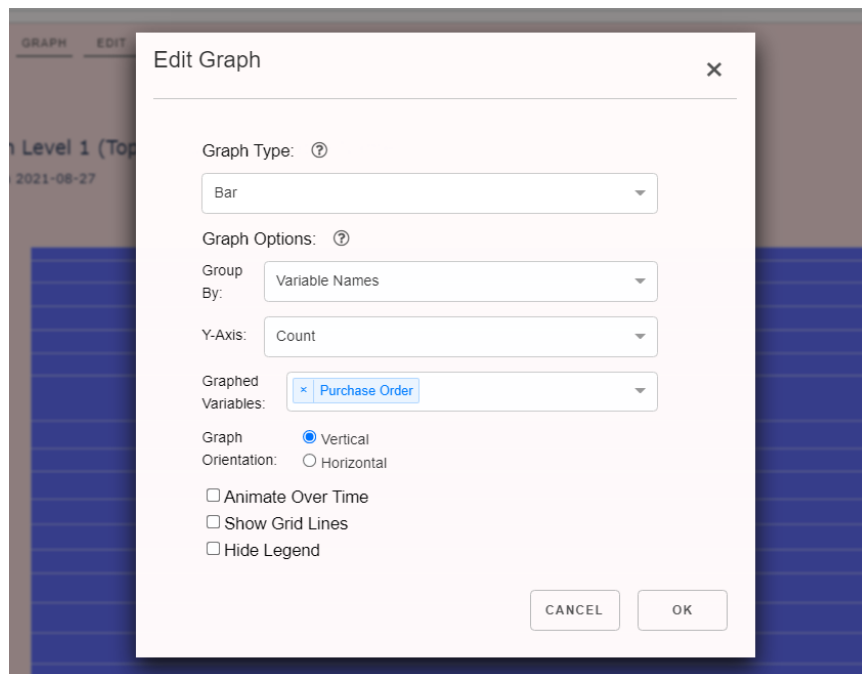 GRAPH EDIT
Edit Graph
×
Level 1 (Top
2021-08-27
Graph Type: ?
Bar
Graph Options: ?
Group
By:
Variable Names
Y-Axis: Count
Graphed
Variables:
× Purchase Order
Graph
Orientation:
Vertical
Horizontal
Animate Over Time
Show Grid Lines
Hide Legend
CANCEL OK